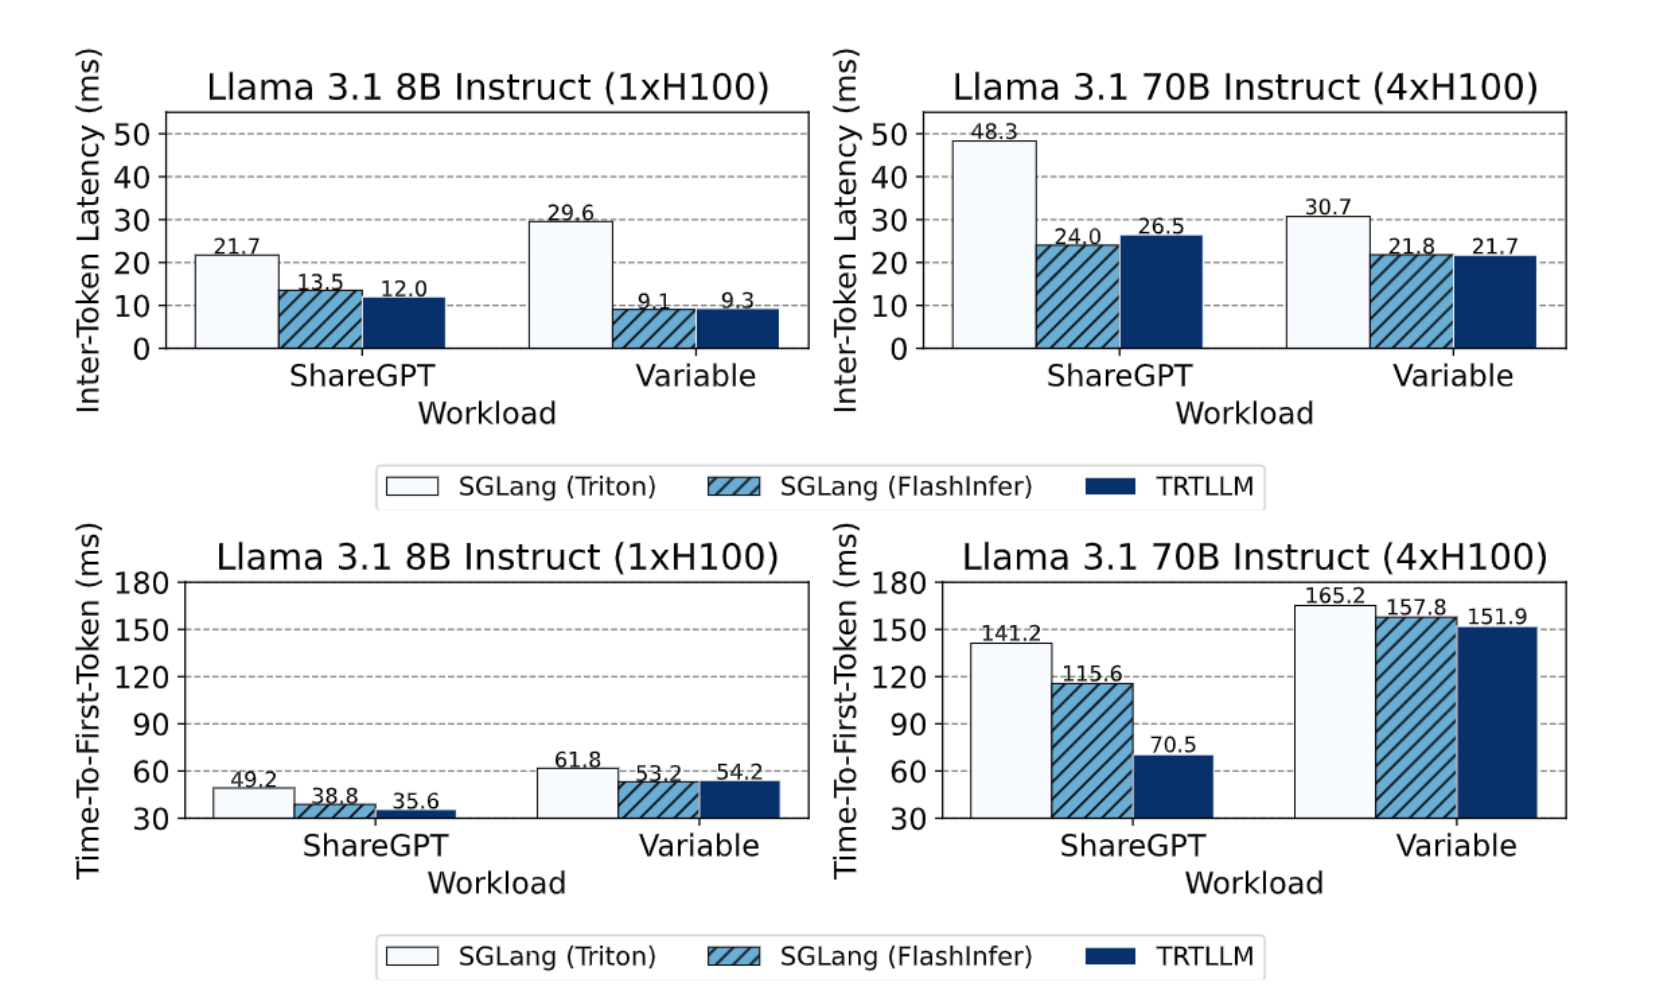 Llama 3.1 8B Instruct (1xH100)
Inter-Token Latency (ms)
50
40
30
20
10
0
21.7
13.5
12.0
29.6
9.1
9.3
ShareGPT
Variable
Workload
Llama 3.1 70B Instruct (4xH100)
Inter-Token Latency (ms)
50
40
30
20
10
0
48.3
24.0
26.5
30.7
21.8
21.7
ShareGPT
Variable
Workload
SGLang (Triton)
SGLang (FlashInfer)
TRTLLM
Llama 3.1 8B Instruct (1xH100)
Time-To-First-Token (ms)
180
150
120
90
60
30
49.2
38.8
35.6
61.8
53.2
54.2
ShareGPT
Variable
Workload
Llama 3.1 70B Instruct (4xH100)
Time-To-First-Token (ms)
180
150
120
90
60
30
141.2
115.6
70.5
165.2
157.8
151.9
ShareGPT
Variable
Workload
SGLang (Triton)
SGLang (FlashInfer)
TRTLLM